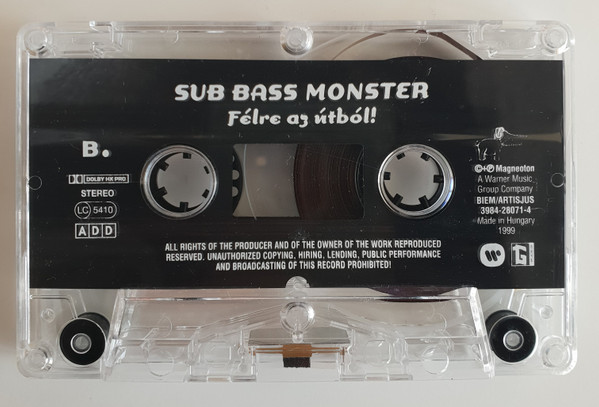 SUB BASS MONSTER
Félre az útból!
B.
DOLBY HX PRO
STEREO
LC 5410
ADD
©+℗ Magneoton
A Warner Music
Group Company
BIEM/ARTISJUS
3984-28071-4
Made in Hungary
1999
ALL RIGHTS OF THE PRODUCER AND OF THE OWNER OF THE WORK REPRODUCED
RESERVED. UNAUTHORIZED COPYING, HIRING, LENDING, PUBLIC PERFORMANCE
AND BROADCASTING OF THIS RECORD PROHIBITED!